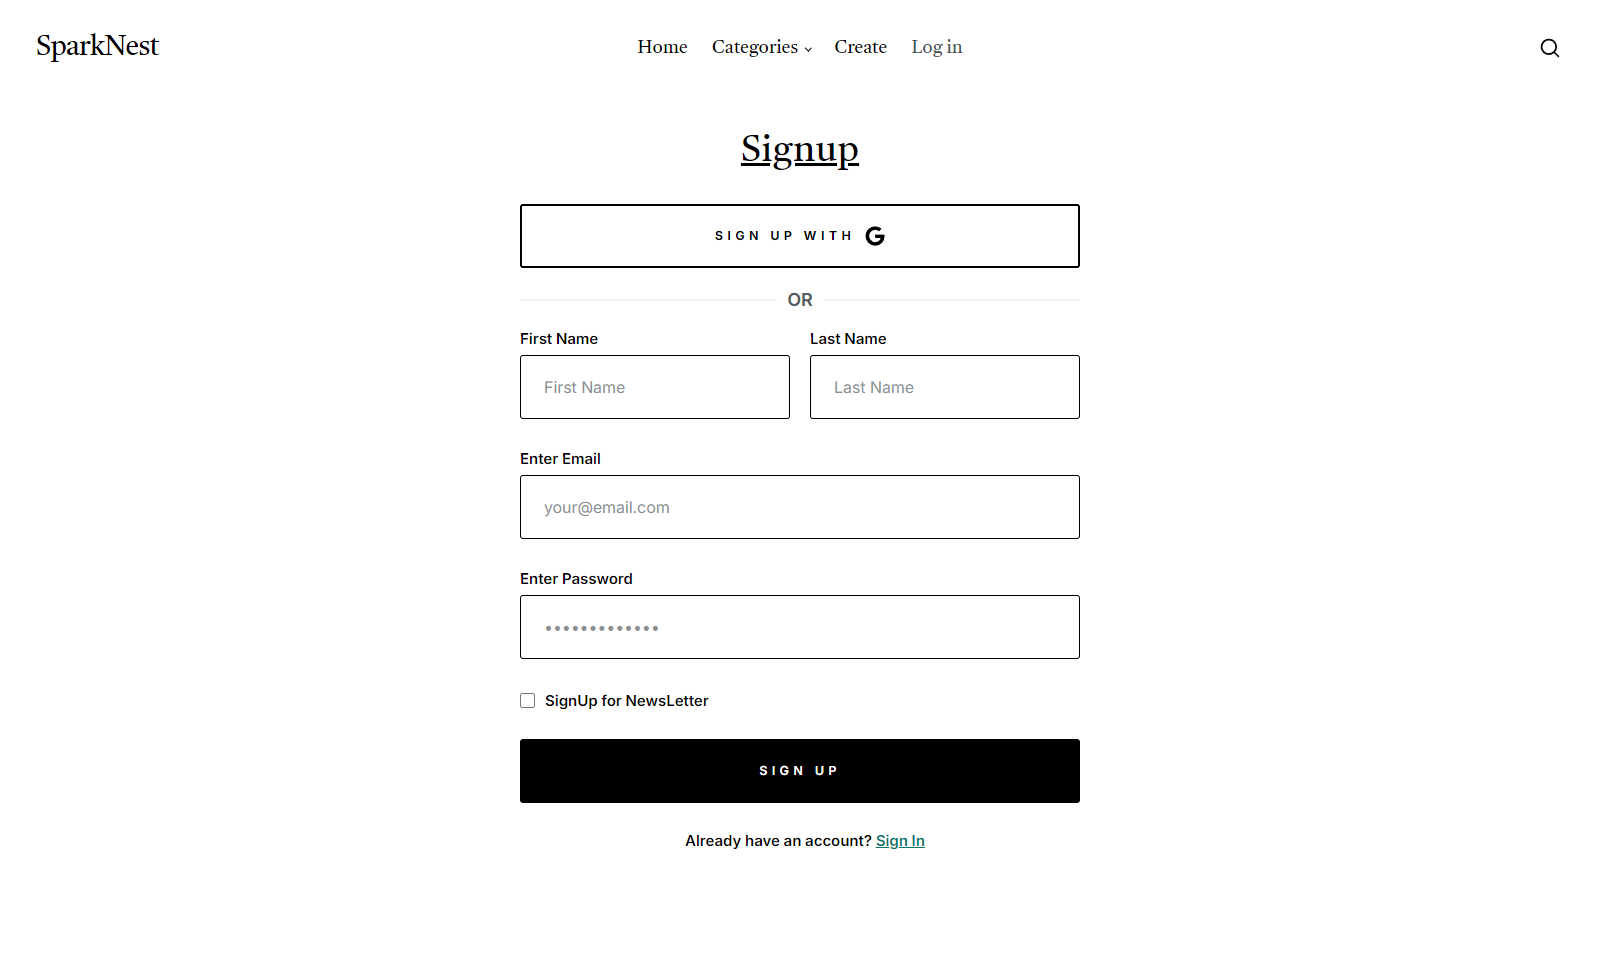 SparkNest
Home Categories Create Log in
Signup
SIGN UP WITH G
OR
First Name Last Name
First Name Last Name
Enter Email
your@email.com
Enter Password
•••••••••••••
SignUp for NewsLetter
SIGN UP
Already have an account? Sign In